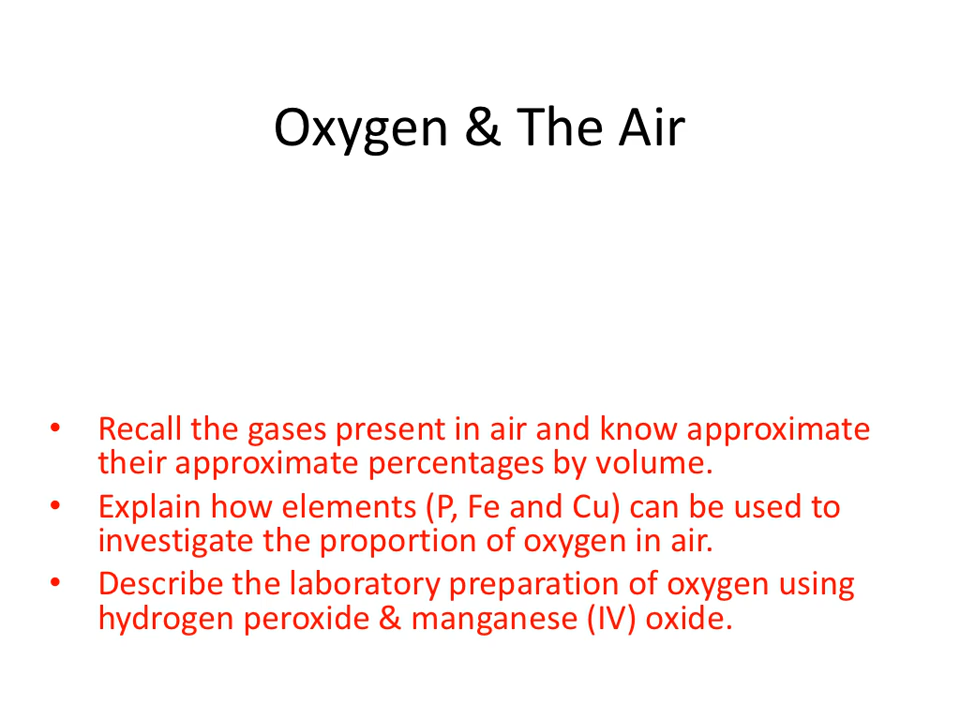 Oxygen & The Air
• Recall the gases present in air and know approximate
their approximate percentages by volume.
• Explain how elements (P, Fe and Cu) can be used to
investigate the proportion of oxygen in air.
• Describe the laboratory preparation of oxygen using
hydrogen peroxide & manganese (IV) oxide.